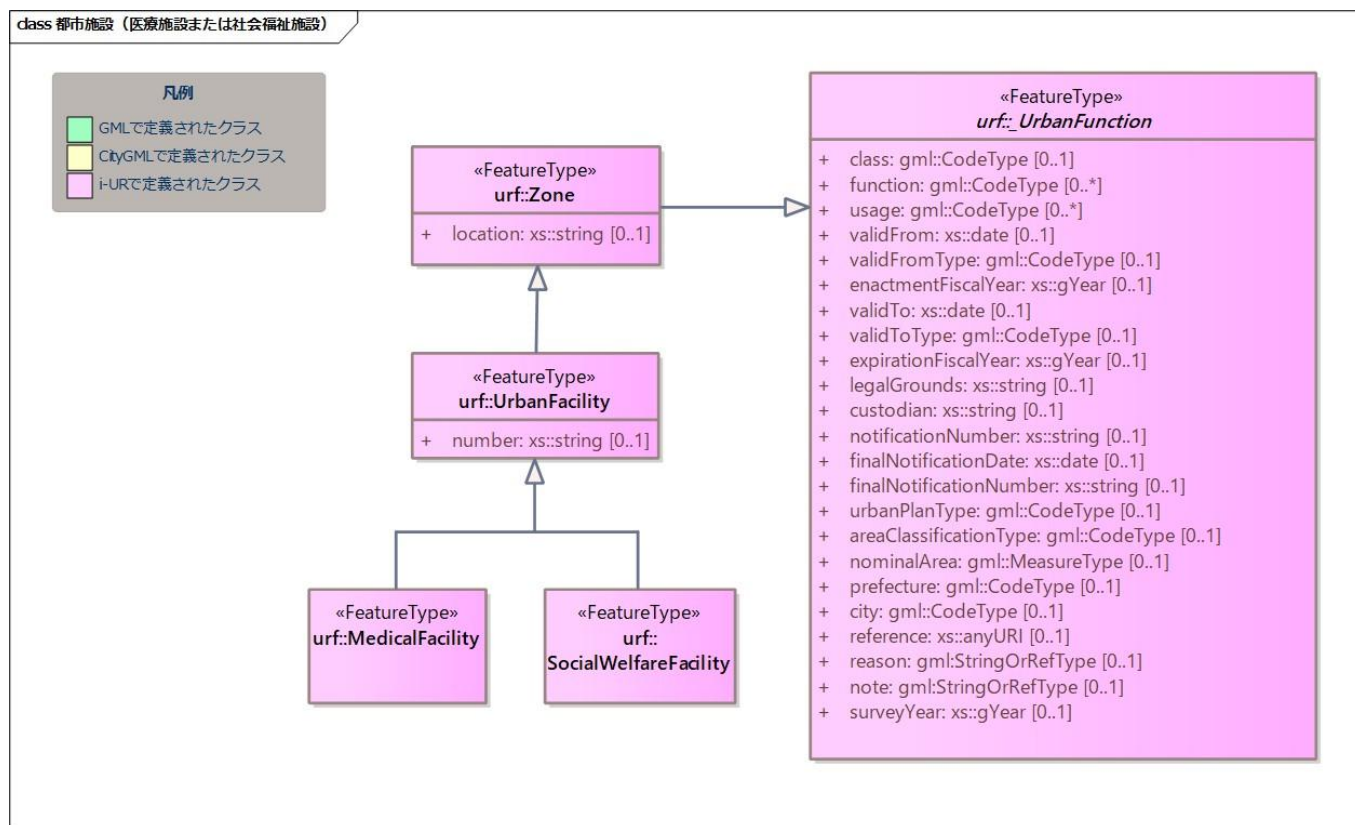 class 都市施設（医療施設または社会福祉施設）
凡例
GMLで定義されたクラス
CityGMLで定義されたクラス
i-URで定義されたクラス
«FeatureType»
urf::Zone
+ location: xs::string [0..1]
«FeatureType»
urf::UrbanFacility
+ number: xs::string [0..1]
«FeatureType»
urf::MedicalFacility
«FeatureType»
urf::
SocialWelfareFacility
«FeatureType»
urf::_UrbanFunction
+ class: gml::CodeType [0..1]
+ function: gml::CodeType [0..*]
+ usage: gml::CodeType [0..*]
+ validFrom: xs::date [0..1]
+ validFromType: gml::CodeType [0..1]
+ enactmentFiscalYear: xs::gYear [0..1]
+ validTo: xs::date [0..1]
+ validToType: gml::CodeType [0..1]
+ expirationFiscalYear: xs::gYear [0..1]
+ legalGrounds: xs::string [0..1]
+ custodian: xs::string [0..1]
+ notificationNumber: xs::string [0..1]
+ finalNotificationDate: xs::date [0..1]
+ finalNotificationNumber: xs::string [0..1]
+ urbanPlanType: gml::CodeType [0..1]
+ areaClassificationType: gml::CodeType [0..1]
+ nominalArea: gml::MeasureType [0..1]
+ prefecture: gml::CodeType [0..1]
+ city: gml::CodeType [0..1]
+ reference: xs::anyURI [0..1]
+ reason: gml:StringOrRefType [0..1]
+ note: gml:StringOrRefType [0..1]
+ surveyYear: xs::gYear [0..1]